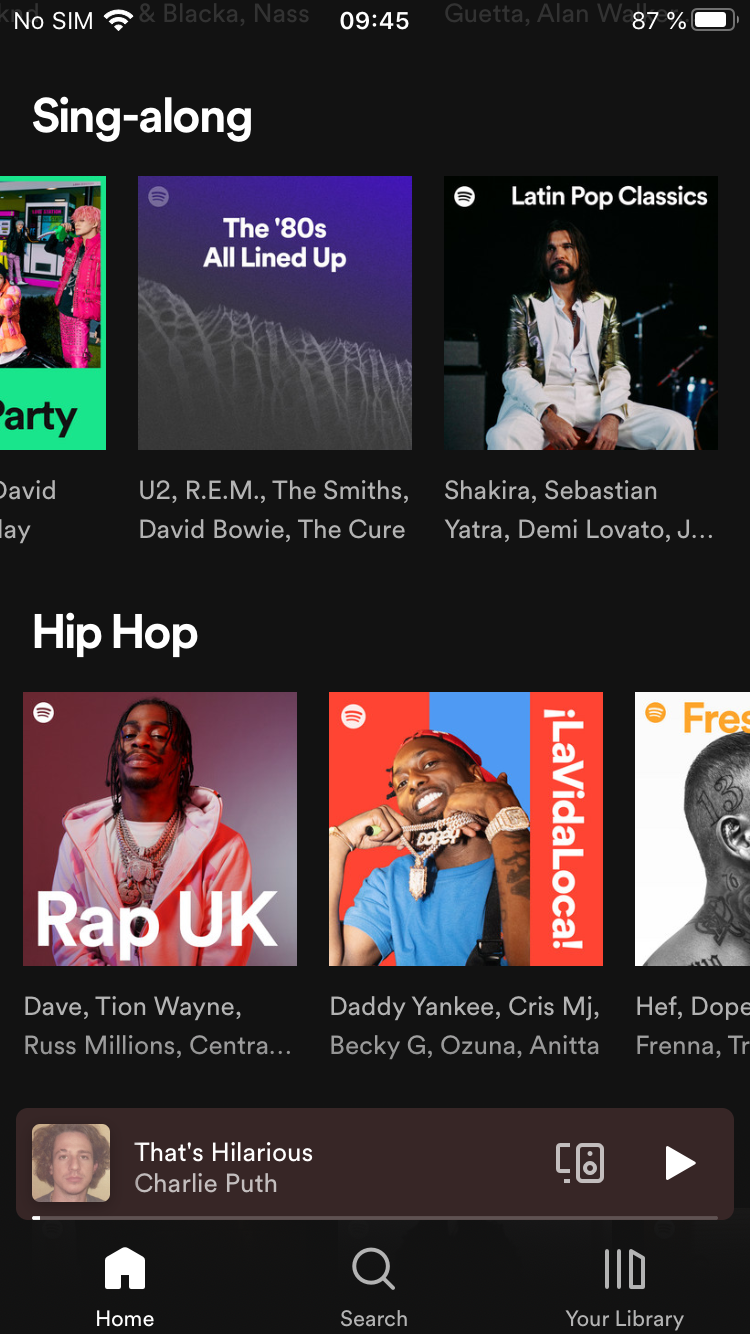 & Blacka, Nass
Guetta, Alan Walker,
No SIM
09:45
87 %
Sing-along
Party
David
The '80s
All Lined Up
U2, R.E.M., The Smiths,
David Bowie, The Cure
Latin Pop Classics
Shakira, Sebastian
Yatra, Demi Lovato, J...
Hip Hop
Rap UK
Dave, Tion Wayne,
Russ Millions, Centra...
¡LaVidaLoca!
DOPEY
Daddy Yankee, Cris Mj,
Becky G, Ozuna, Anitta
Fres
13
Hef, Dope
Frenna, Tr
That's Hilarious
Charlie Puth
Home
Search
Your Library